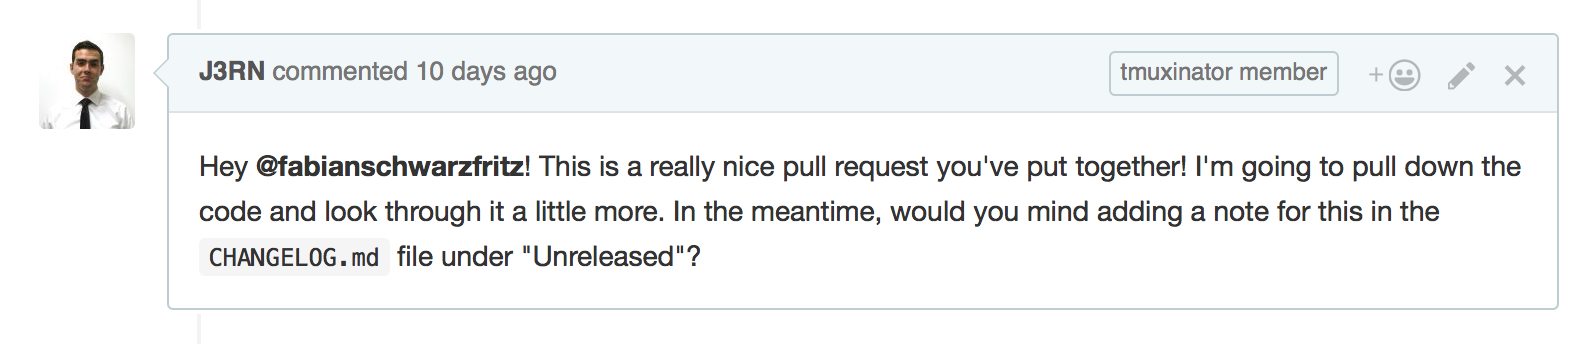 J3RN commented 10 days ago tmuxinator member
Hey @fabianschwarzfritz! This is a really nice pull request you've put together! I'm going to pull down the
code and look through it a little more. In the meantime, would you mind adding a note for this in the
CHANGELOG.md file under "Unreleased"?